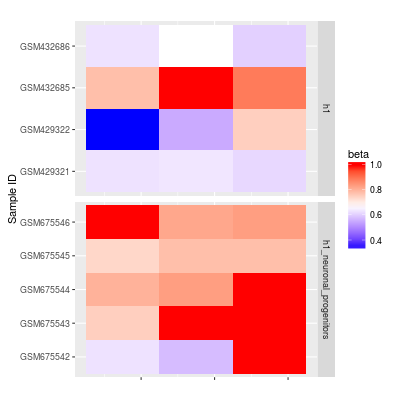 GSM432686
GSM432685
GSM429322
GSM429321
h1
GSM675546
GSM675545
GSM675544
GSM675543
GSM675542
h1_neuronal_progenitors
Sample ID
beta
1.0
0.8
0.6
0.4